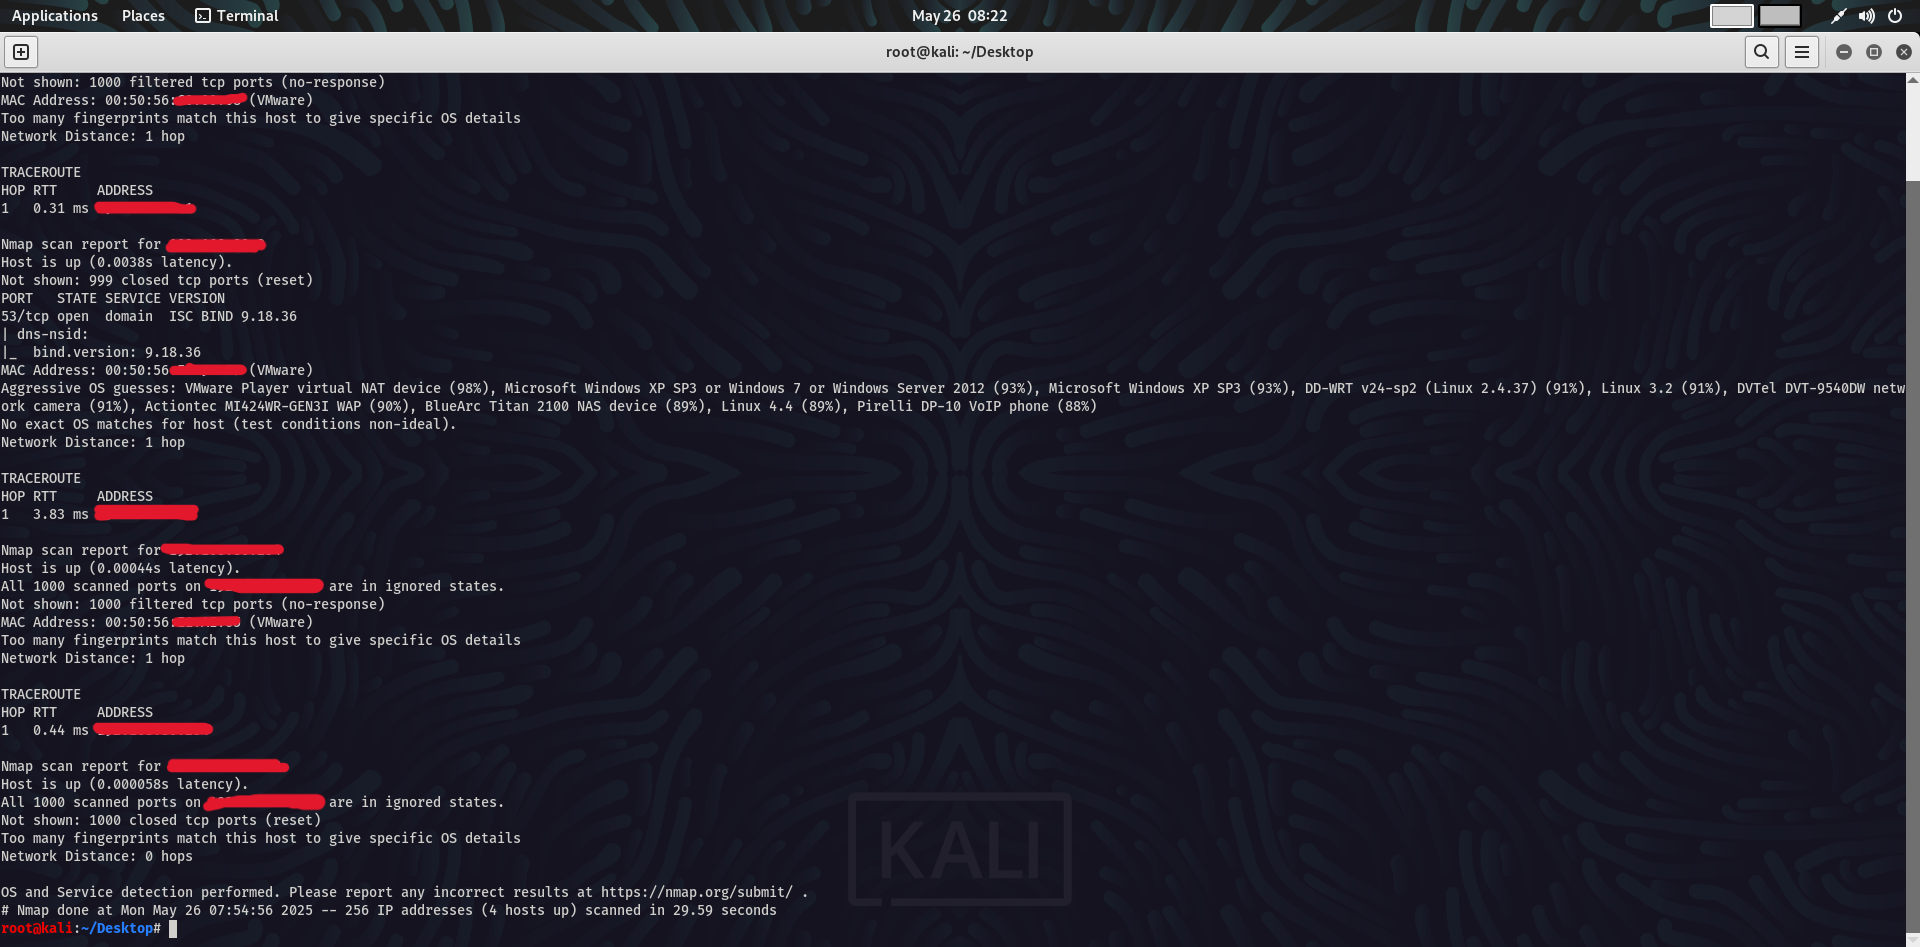 Applications Places Terminal May 26 08:22
root@kali: ~/Desktop
Not shown: 1000 filtered tcp ports (no-response)
MAC Address: 00:50:56: (VMware)
Too many fingerprints match this host to give specific OS details
Network Distance: 1 hop
TRACEROUTE
HOP RTT ADDRESS
1 0.31 ms
Nmap scan report for
Host is up (0.0038s latency).
Not shown: 999 closed tcp ports (reset)
PORT STATE SERVICE VERSION
53/tcp open domain ISC BIND 9.18.36
| dns-nsid:
|_ bind.version: 9.18.36
MAC Address: 00:50:56 (VMware)
Aggressive OS guesses: VMware Player virtual NAT device (98%), Microsoft Windows XP SP3 or Windows 7 or Windows Server 2012 (93%), Microsoft Windows XP SP3 (93%), DD-WRT v24-sp2 (Linux 2.4.37) (91%), Linux 3.2 (91%), DVTel DVT-9540DW netw
ork camera (91%), Actiontec MI424WR-GEN3I WAP (90%), BlueArc Titan 2100 NAS device (89%), Linux 4.4 (89%), Pirelli DP-10 VoIP phone (88%)
No exact OS matches for host (test conditions non-ideal).
Network Distance: 1 hop
TRACEROUTE
HOP RTT ADDRESS
1 3.83 ms
Nmap scan report for
Host is up (0.00044s latency).
All 1000 scanned ports on are in ignored states.
Not shown: 1000 filtered tcp ports (no-response)
MAC Address: 00:50:56: (VMware)
Too many fingerprints match this host to give specific OS details
Network Distance: 1 hop
TRACEROUTE
HOP RTT ADDRESS
1 0.44 ms
Nmap scan report for
Host is up (0.000058s latency).
All 1000 scanned ports on are in ignored states.
Not shown: 1000 closed tcp ports (reset)
Too many fingerprints match this host to give specific OS details
Network Distance: 0 hops
KALI
OS and Service detection performed. Please report any incorrect results at https://nmap.org/submit/ .
# Nmap done at Mon May 26 07:54:56 2025 -- 256 IP addresses (4 hosts up) scanned in 29.59 seconds
root@kali:~/Desktop#